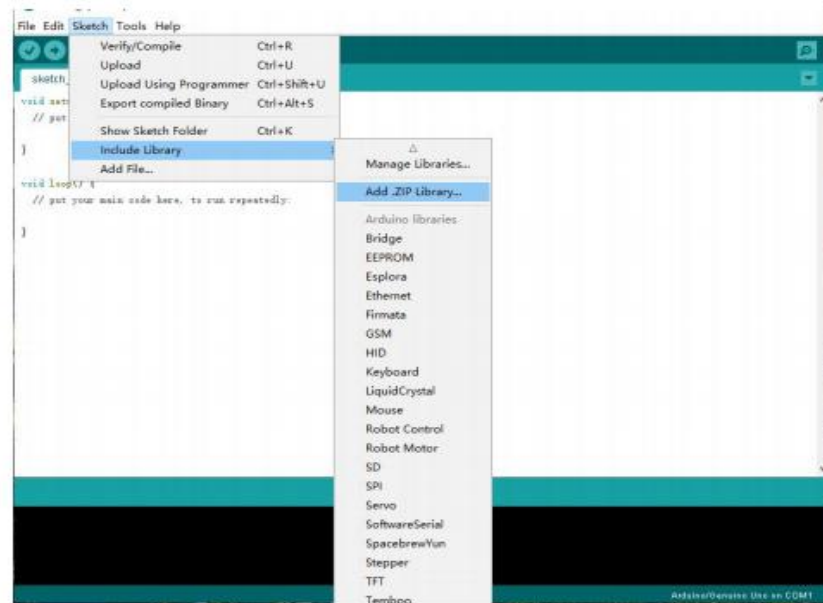 File Edit Sketch Tools Help
Verify/Compile Ctrl+R
Upload Ctrl+U
Upload Using Programmer Ctrl+Shift+U
Export compiled Binary Ctrl+Alt+S
Show Sketch Folder Ctrl+K
Include Library
Add File...
sketch_
void
// put
}
void loop() {
// put your main code here, to run repeatedly:
}
Manage Libraries...
Add .ZIP Library...
Arduino libraries
Bridge
EEPROM
Esplora
Ethernet
Firmata
GSM
HID
Keyboard
LiquidCrystal
Mouse
Robot Control
Robot Motor
SD
SPI
Servo
SoftwareSerial
SpacebrewYun
Stepper
TFT
Temboo
Arduino/Genuino Uno on COM1